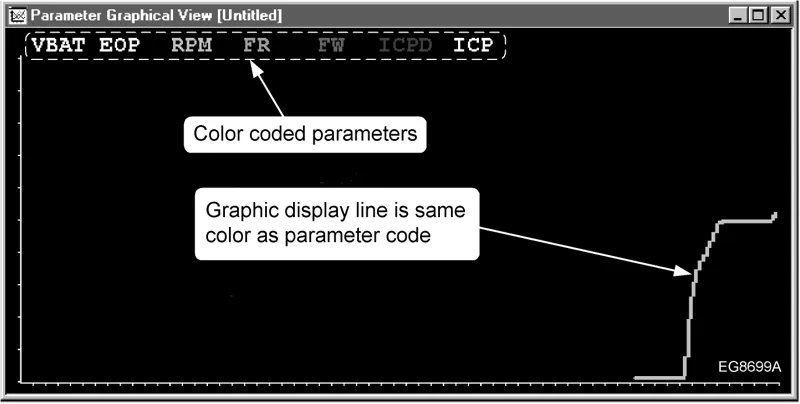 Parameter Graphical View [Untitled]
VBAT EOP RPM FR FW ICPD ICP
Color coded parameters
Graphic display line is same
color as parameter code
EG8699A